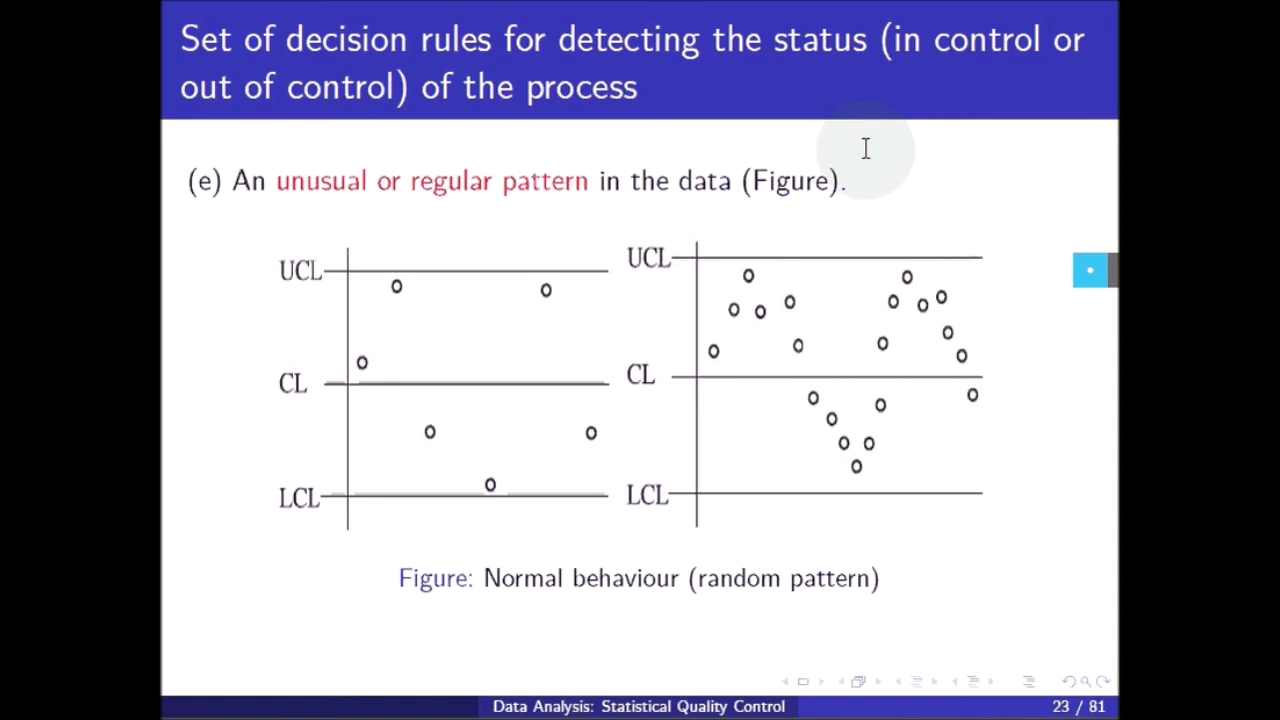 Set of decision rules for detecting the status (in control or
out of control) of the process
(e) An unusual or regular pattern in the data (Figure).
UCL
CL
LCL
UCL
CL
LCL
Figure: Normal behaviour (random pattern)
Data Analysis: Statistical Quality Control
23 / 81